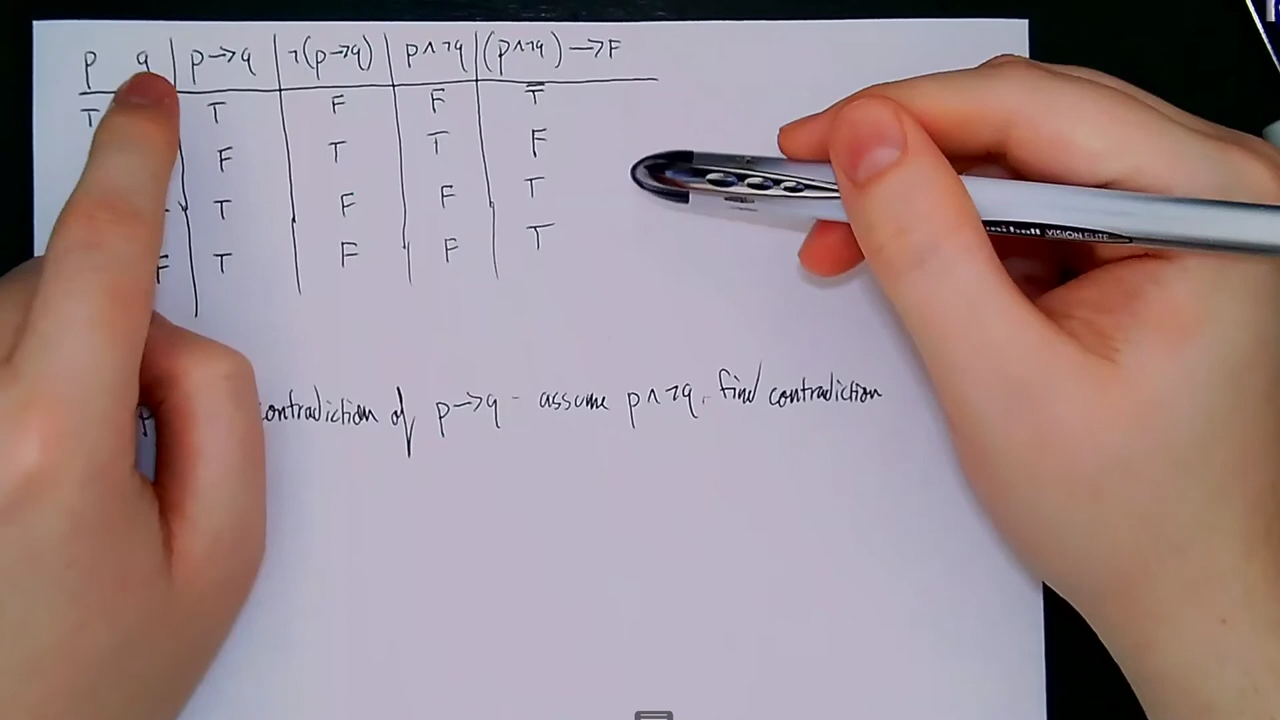 p q p→q ¬(p→q) p∧¬q (p∧¬q)→F
T T F F T
F T T F
T F F T
F T F F T
contradiction of p→q - assume p∧¬q. find contradiction
VISION ELITE